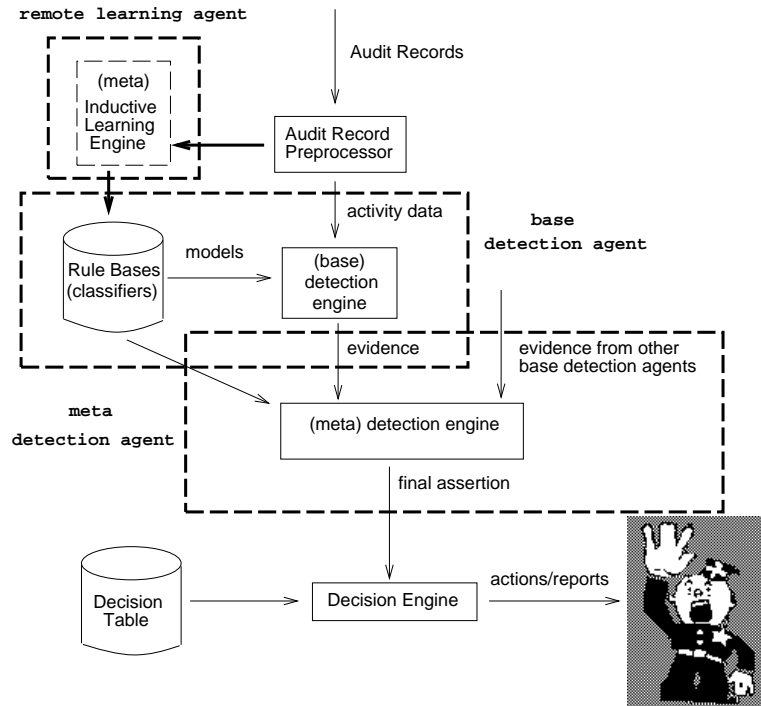 remote learning agent
Audit Records
(meta)
Inductive
Learning
Engine
Audit Record
Preprocessor
activity data
base
detection agent
models
Rule Bases
(classifiers)
(base)
detection
engine
evidence
evidence from other
base detection agents
meta
detection agent
(meta) detection engine
final assertion
Decision
Table
Decision Engine
actions/reports